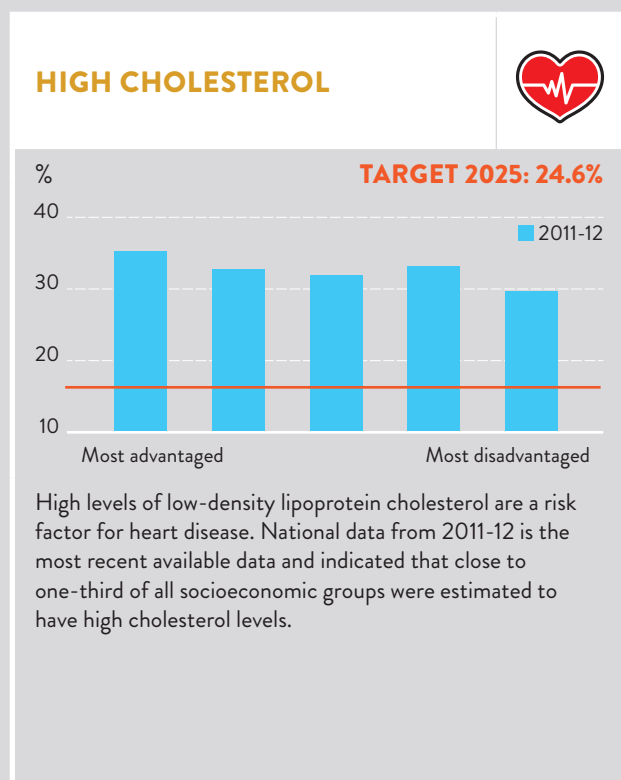 HIGH CHOLESTEROL
%
TARGET 2025: 24.6%
40
2011-12
30
20
10
Most advantaged
Most disadvantaged
High levels of low-density lipoprotein cholesterol are a risk
factor for heart disease. National data from 2011-12 is the
most recent available data and indicated that close to
one-third of all socioeconomic groups were estimated to
have high cholesterol levels.